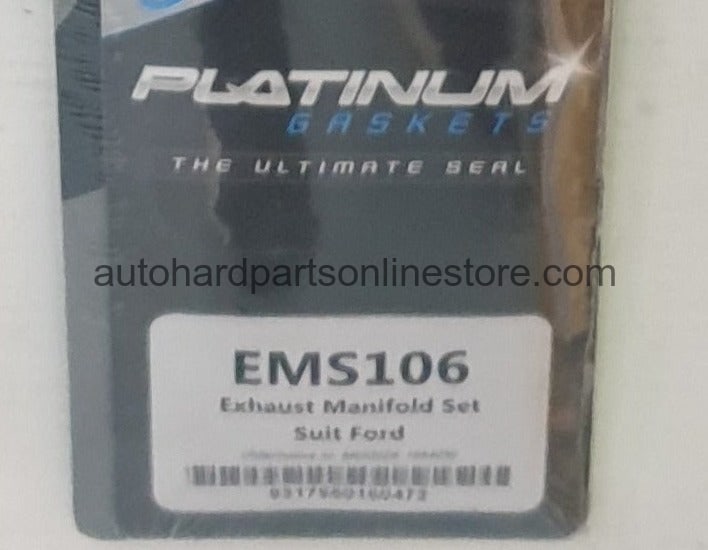 PLATINUM
GASKETS
THE ULTIMATE SEAL
autohardpartsonlinestore.com
EMS106
Exhaust Manifold Set
Suit Ford